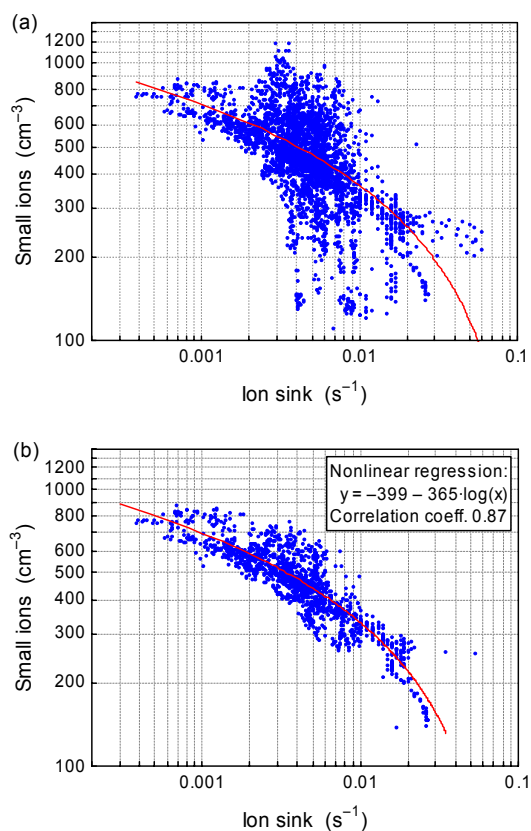 (a)
1200
1000
800
600
500
400
300
200
100
Small ions (cm⁻³)
0.001
0.01
0.1
Ion sink (s⁻¹)
(b)
1200
1000
800
600
500
400
300
200
100
Small ions (cm⁻³)
Nonlinear regression:
y = −399 − 365·log(x)
Correlation coeff. 0.87
0.001
0.01
0.1
Ion sink (s⁻¹)